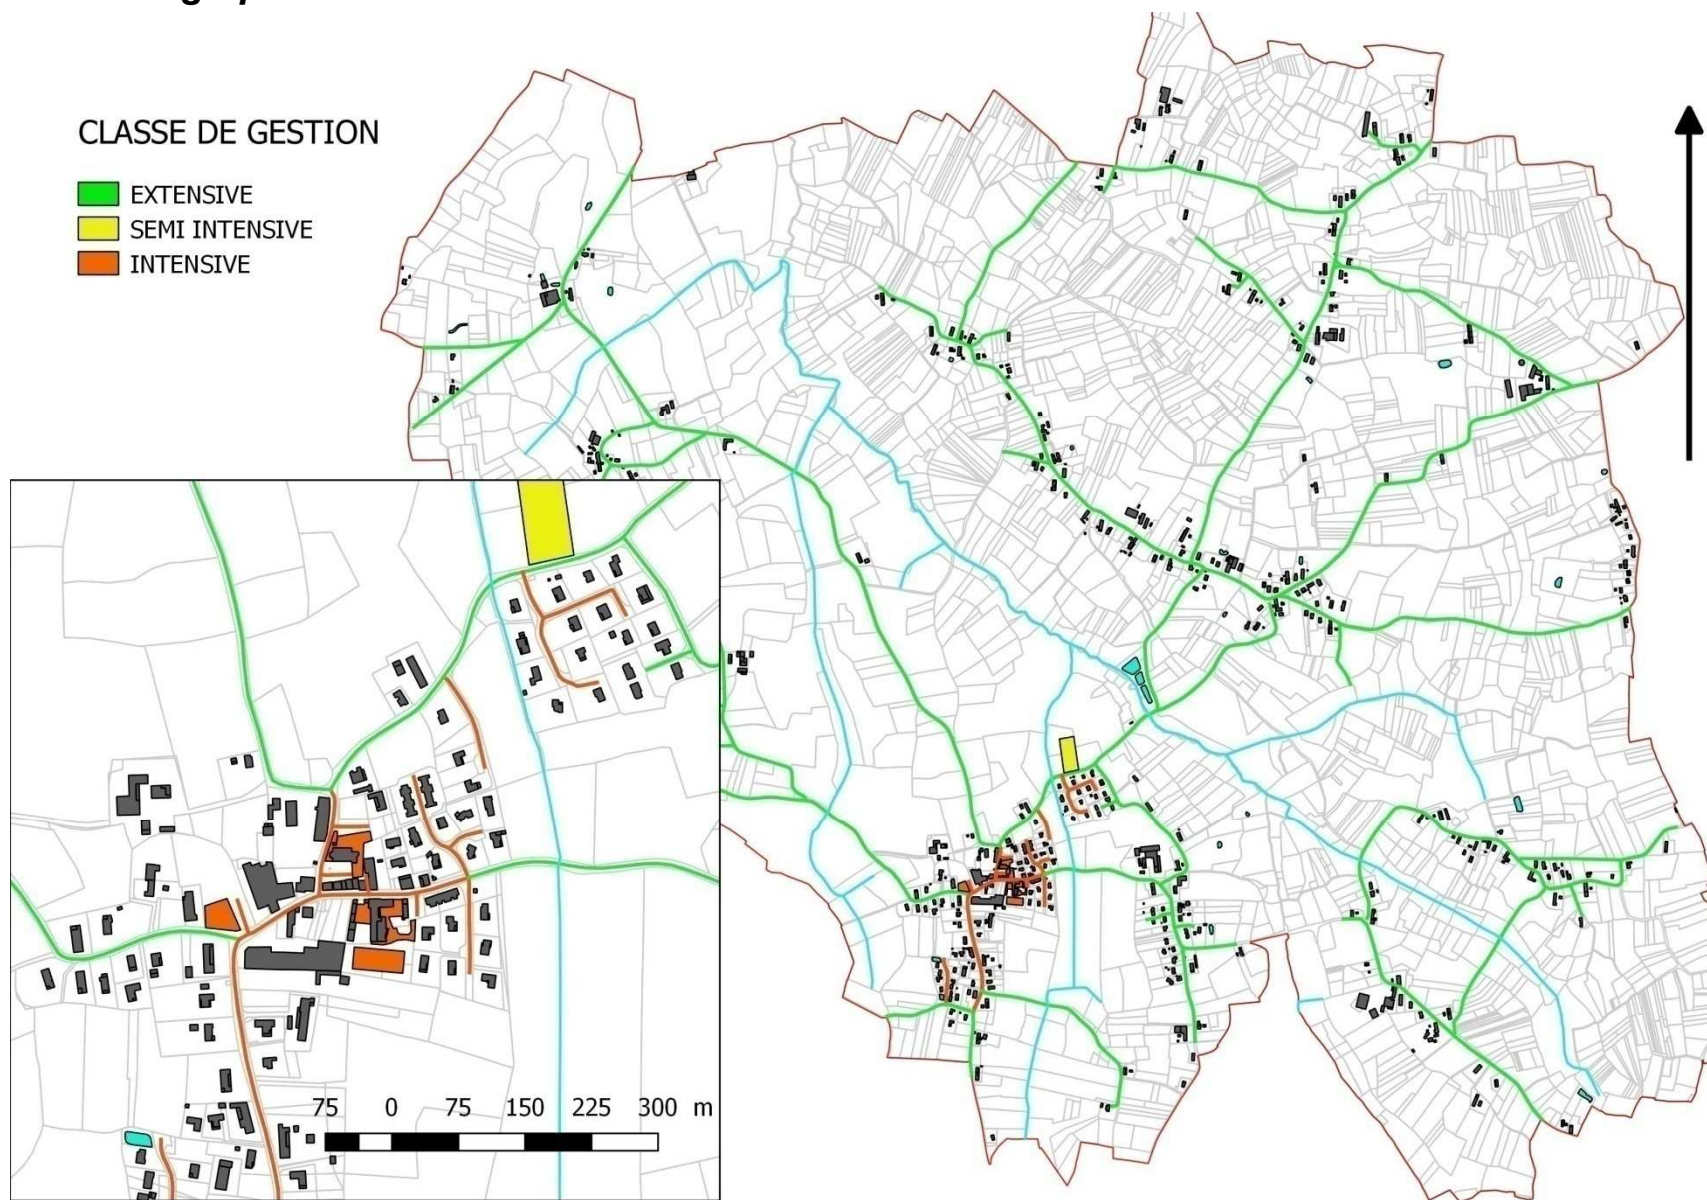 CLASSE DE GESTION
EXTENSIVE
SEMI INTENSIVE
INTENSIVE
75 0 75 150 225 300 m